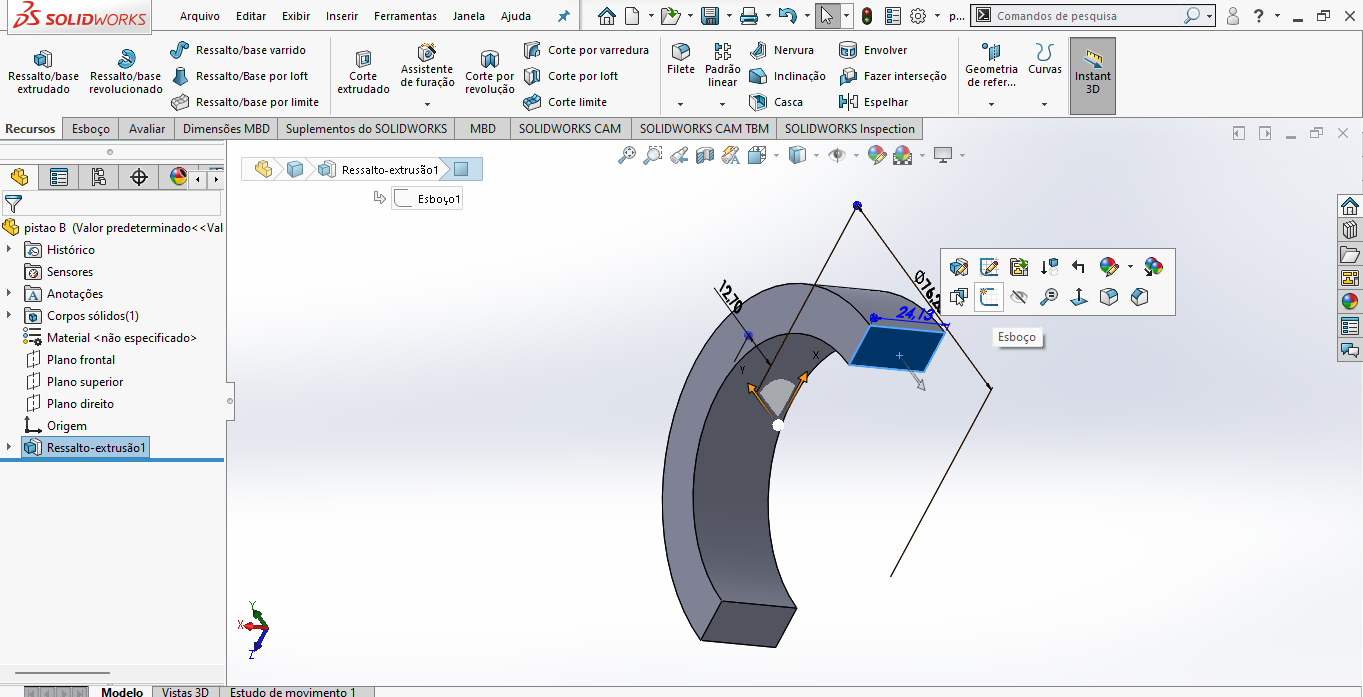 SOLIDWORKS
Arquivo Editar Exibir Inserir Ferramentas Janela Ajuda
p...
Comandos de pesquisa
?
Ressalto/base extrudado
Ressalto/base revolucionado
Ressalto/base varrido
Ressalto/Base por loft
Ressalto/base por limite
Corte extrudado
Assistente de furação
Corte por revolução
Corte por varredura
Corte por loft
Corte limite
Filete
Padrão linear
Nervura
Inclinação
Casca
Envolver
Fazer interseção
Espelhar
Geometria de refer...
Curvas
Instant 3D
Recursos Esboço Avaliar Dimensões MBD Suplementos do SOLIDWORKS MBD SOLIDWORKS CAM SOLIDWORKS CAM TBM SOLIDWORKS Inspection
Ressalto-extrusão1
Esboço1
pistao B (Valor predeterminado<<Val
Histórico
Sensores
Anotações
Corpos sólidos(1)
Material <não especificado>
Plano frontal
Plano superior
Plano direito
Origem
Ressalto-extrusão1
12,70
Ø76,2
24,13
Esboço
X
Y
Y
X
Z
Modelo Vistas 3D Estudo de movimento 1